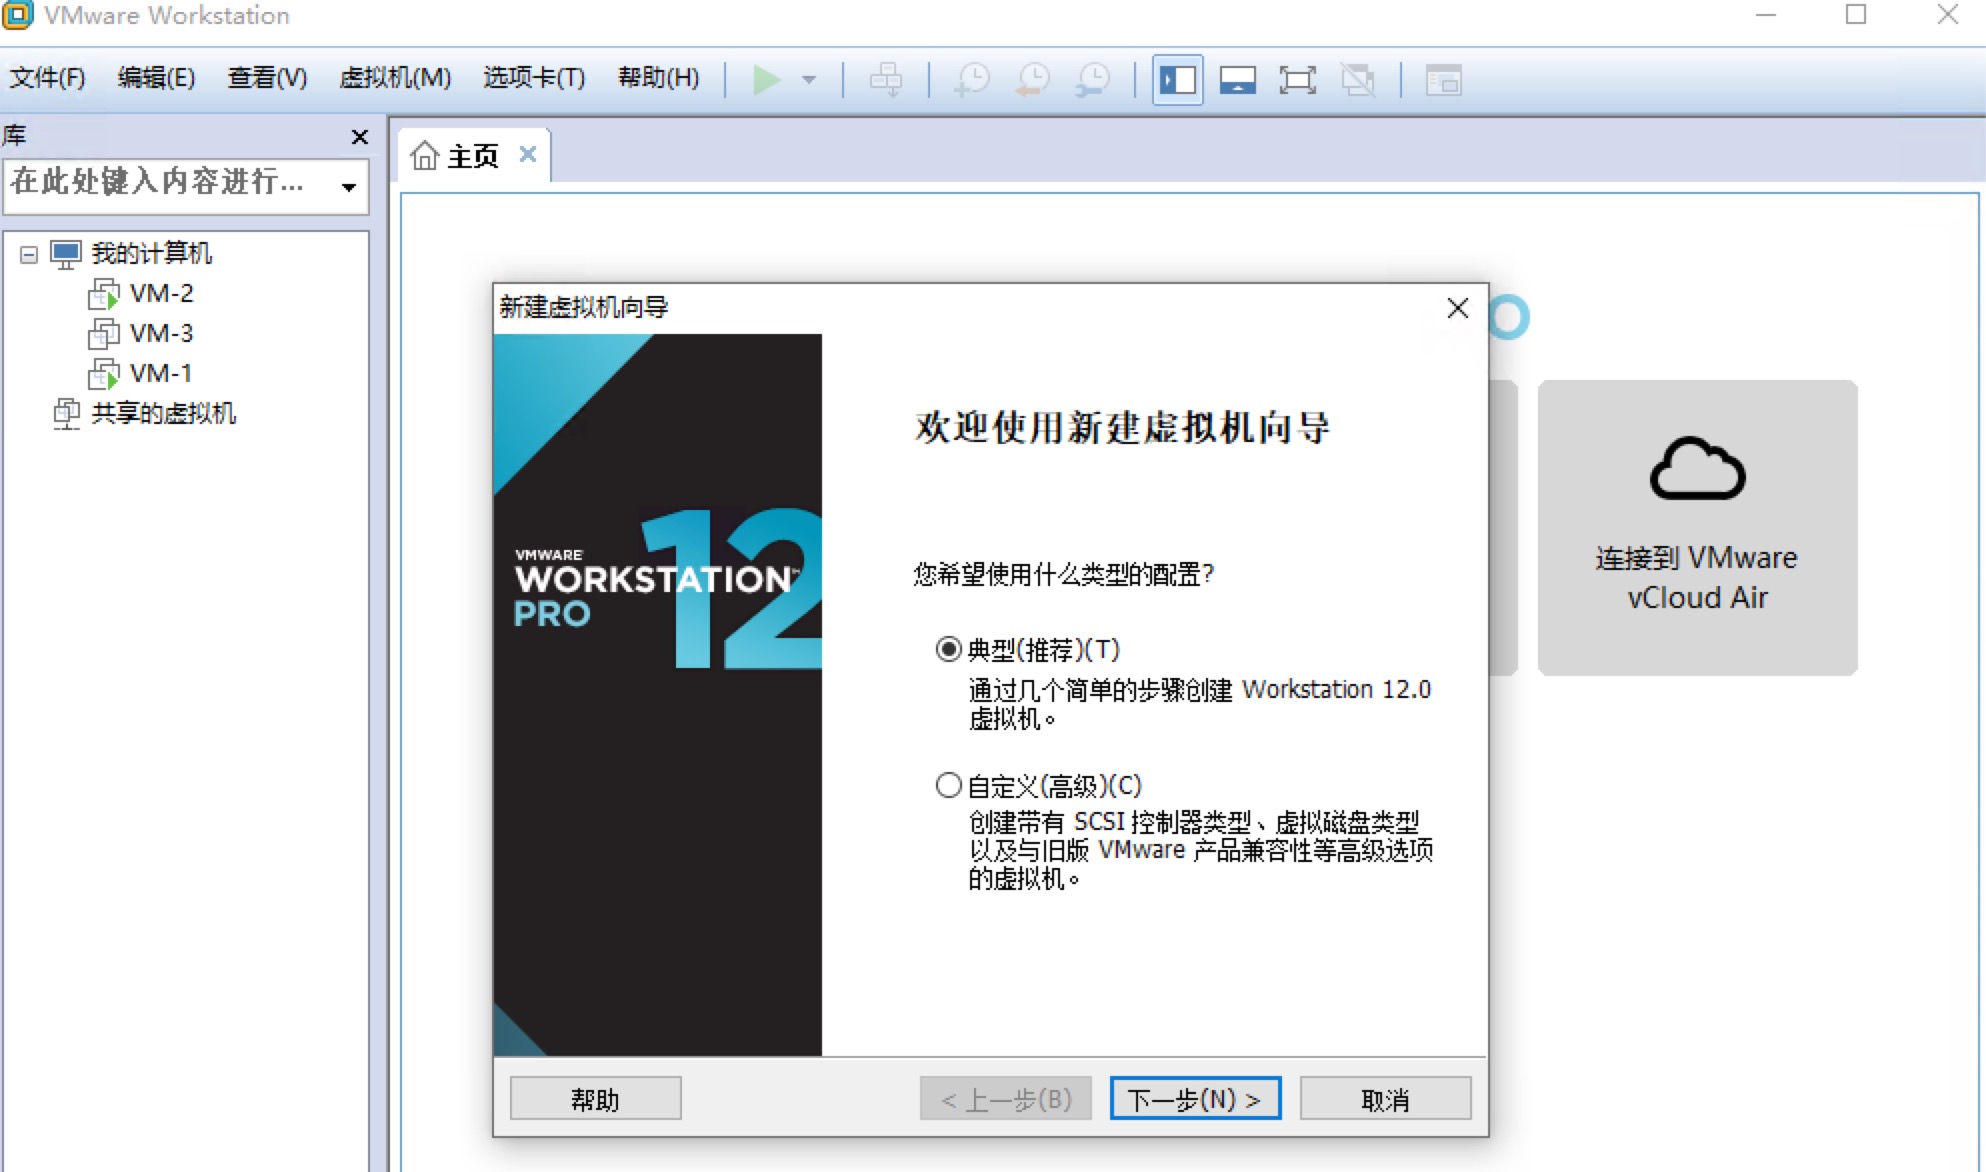 VMware Workstation
文件(F) 编辑(E) 查看(V) 虚拟机(M) 选项卡(T) 帮助(H)
库
在此处键入内容进行...
我的计算机
VM-2
VM-3
VM-1
共享的虚拟机
主页
新建虚拟机向导
VMWARE
WORKSTATION™
PRO
12
欢迎使用新建虚拟机向导
您希望使用什么类型的配置?
典型(推荐)(T)
通过几个简单的步骤创建 Workstation 12.0
虚拟机。
自定义(高级)(C)
创建带有 SCSI 控制器类型、虚拟磁盘类型
以及与旧版 VMware 产品兼容性等高级选项
的虚拟机。
帮助 < 上一步(B) 下一步(N) > 取消
O
连接到 VMware
vCloud Air